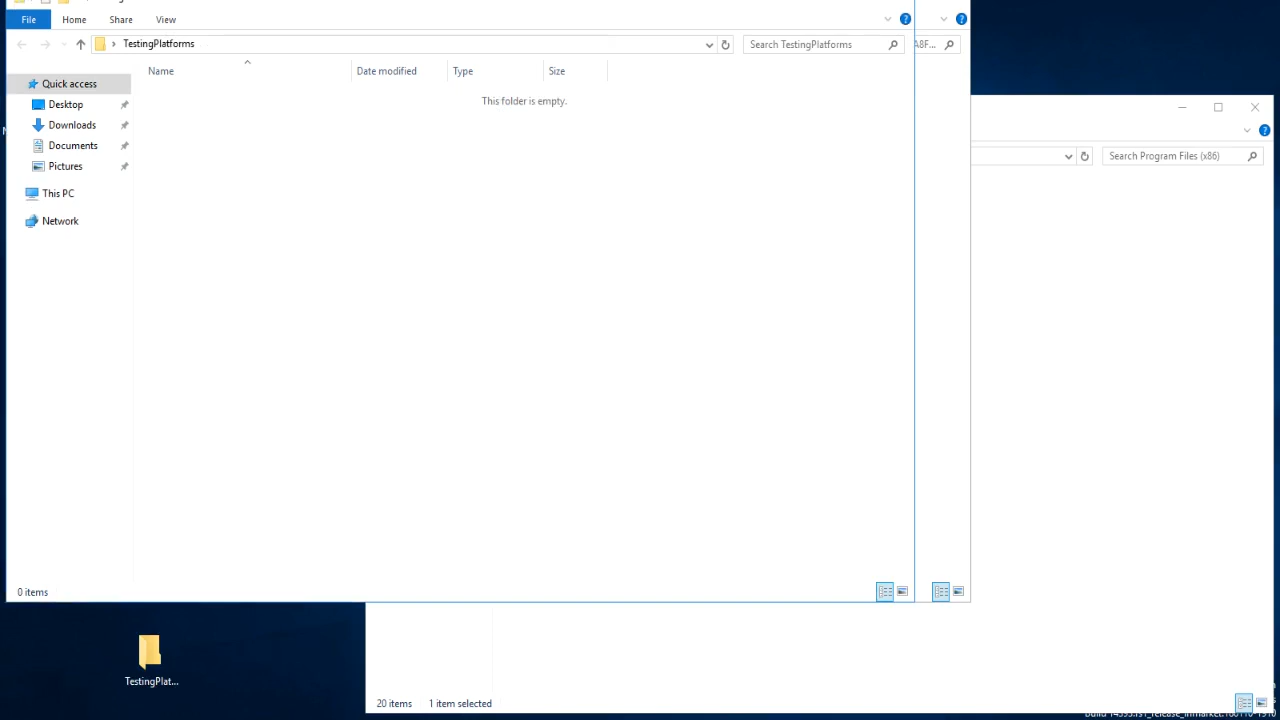 File
Home
Share
View
TestingPlatforms
Search TestingPlatforms
A8F...
Name
Date modified
Type
Size
This folder is empty.
Quick access
Desktop
Downloads
Documents
Pictures
This PC
Network
Search Program Files (x86)
0 items
TestingPlat...
20 items
1 item selected